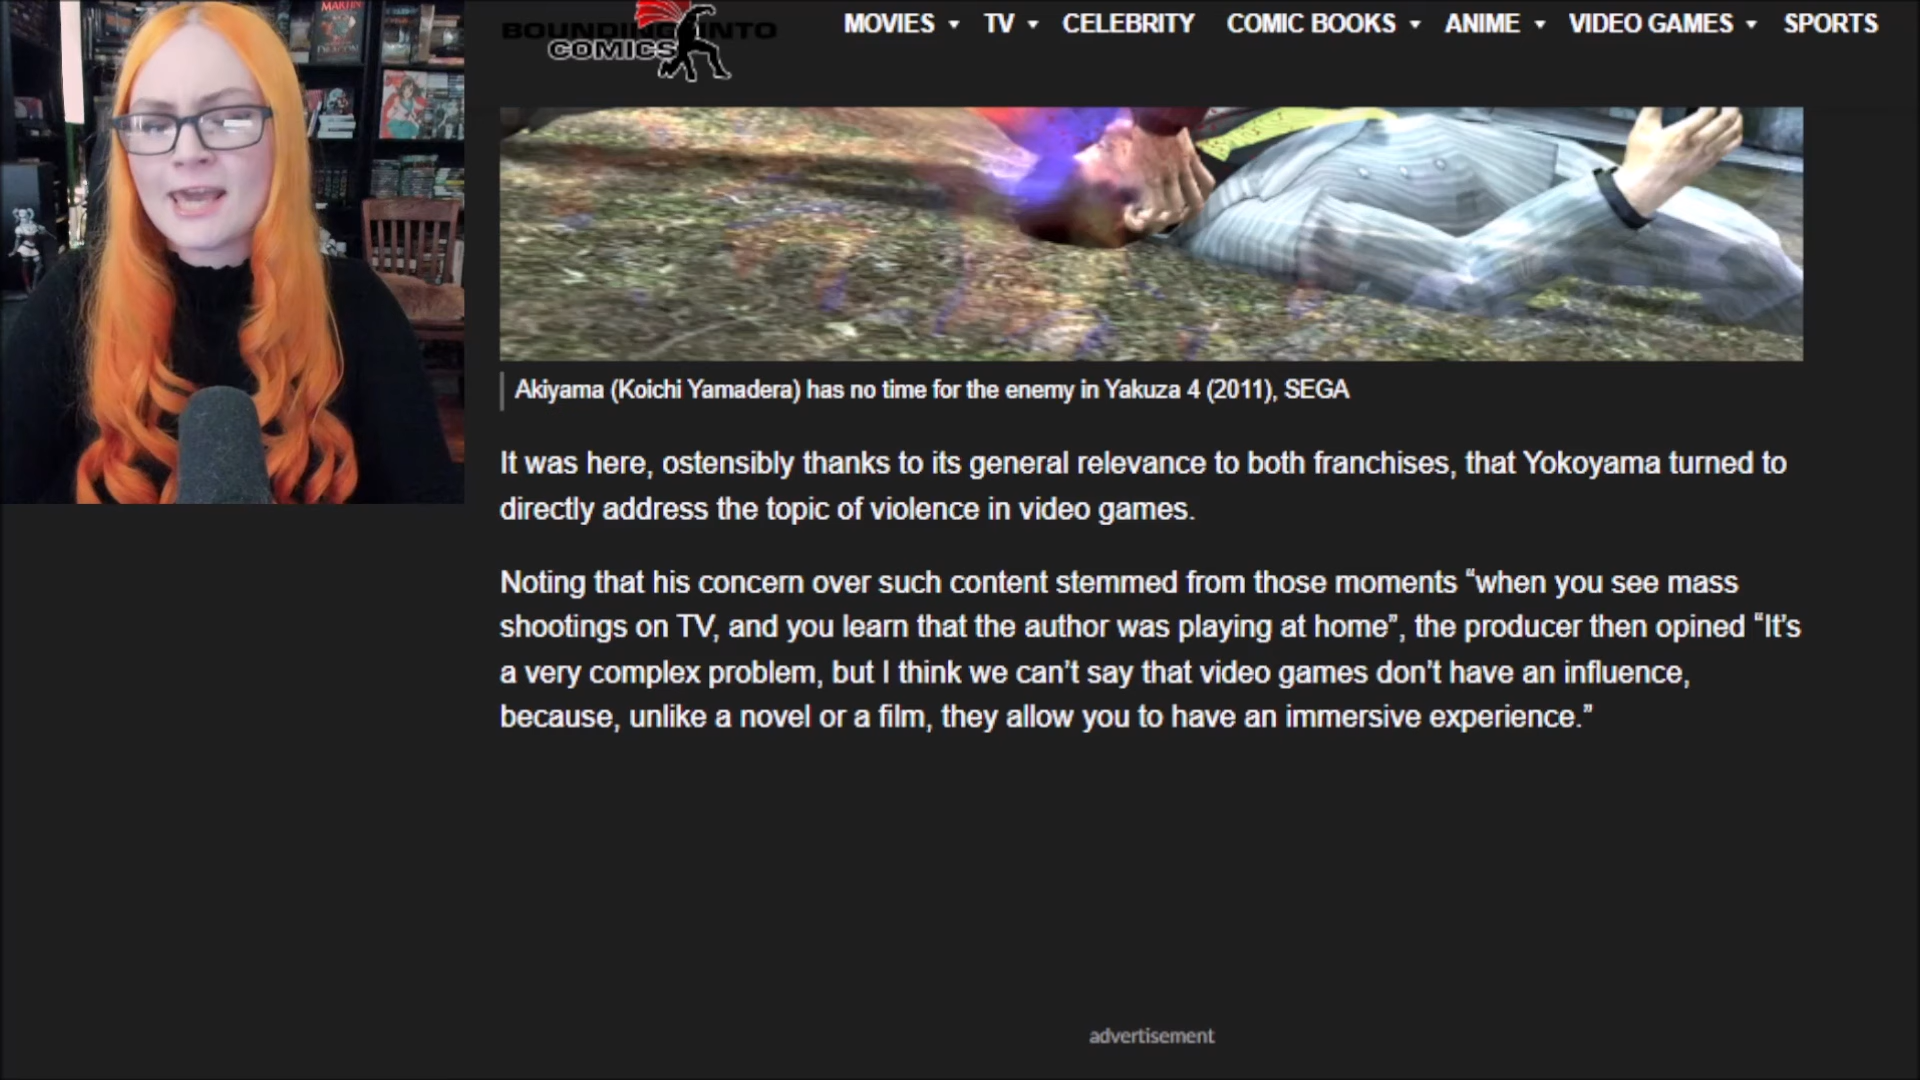 MARTIN
BOUNDING INTO
COMICS
MOVIES TV CELEBRITY COMIC BOOKS ANIME VIDEO GAMES SPORTS
Akiyama (Koichi Yamadera) has no time for the enemy in Yakuza 4 (2011), SEGA
It was here, ostensibly thanks to its general relevance to both franchises, that Yokoyama turned to
directly address the topic of violence in video games.
Noting that his concern over such content stemmed from those moments “when you see mass
shootings on TV, and you learn that the author was playing at home”, the producer then opined “It’s
a very complex problem, but I think we can’t say that video games don’t have an influence,
because, unlike a novel or a film, they allow you to have an immersive experience.”
advertisement